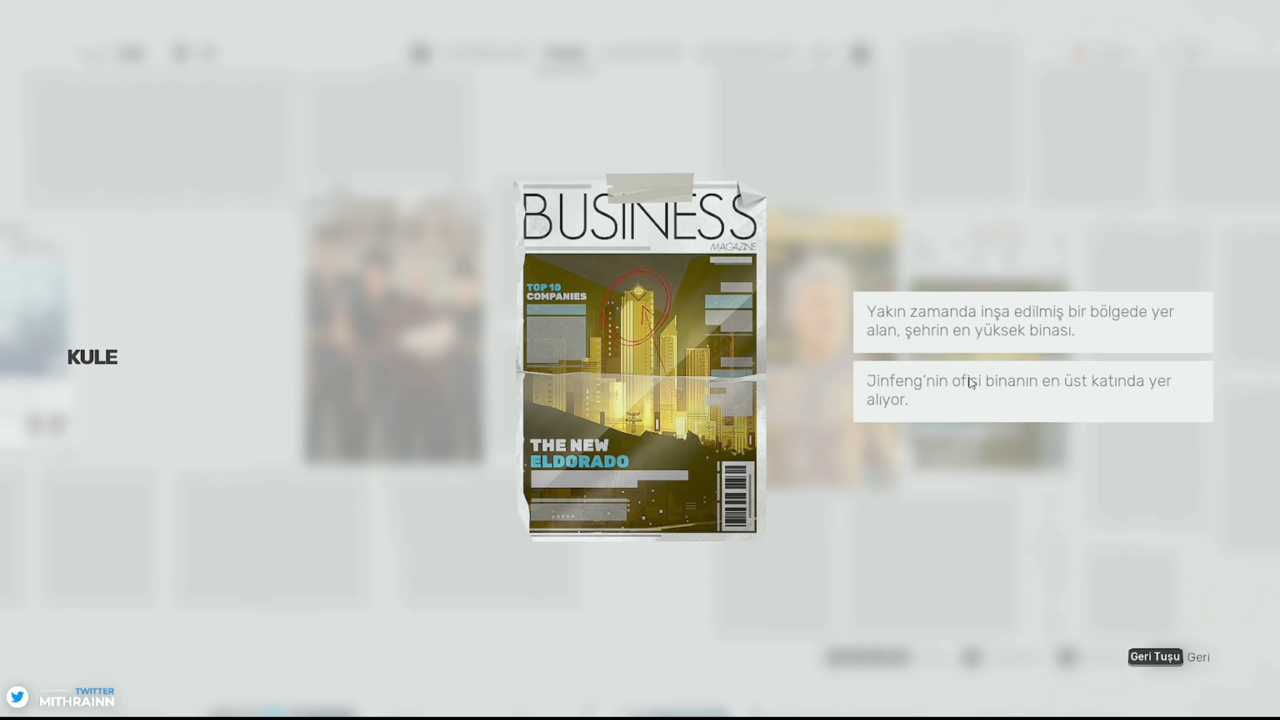 BUSINESS
MAGAZINE
TOP 10
COMPANIES
THE NEW
ELDORADO
KULE
Yakın zamanda inşa edilmiş bir bölgede yer
alan, şehrin en yüksek binası.
Jinfeng'nin ofisi binanın en üst katında yer
alıyor.
Geri Tuşu Geri
TWITTER
MITHRAINN